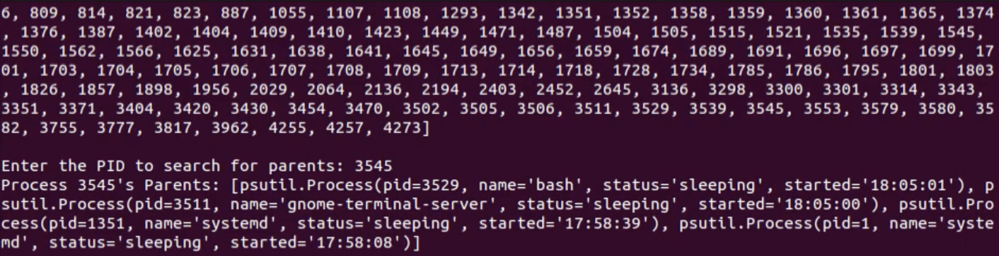 6, 809, 814, 821, 823, 887, 1055, 1107, 1108, 1293, 1342, 1351, 1352, 1358, 1359, 1360, 1361, 1365, 1374
, 1376, 1387, 1402, 1404, 1409, 1410, 1423, 1449, 1471, 1487, 1504, 1505, 1515, 1521, 1535, 1539, 1545,
1550, 1562, 1566, 1625, 1631, 1638, 1641, 1645, 1649, 1656, 1659, 1674, 1689, 1691, 1696, 1697, 1699, 17
01, 1703, 1704, 1705, 1706, 1707, 1708, 1709, 1713, 1714, 1718, 1728, 1734, 1785, 1786, 1795, 1801, 1803
, 1826, 1857, 1898, 1956, 2029, 2064, 2136, 2194, 2403, 2452, 2645, 3136, 3298, 3300, 3301, 3314, 3343,
3351, 3371, 3404, 3420, 3430, 3454, 3470, 3502, 3505, 3506, 3511, 3529, 3539, 3545, 3553, 3579, 3580, 35
82, 3755, 3777, 3817, 3962, 4255, 4257, 4273]
Enter the PID to search for parents: 3545
Process 3545's Parents: [psutil.Process(pid=3529, name='bash', status='sleeping', started='18:05:01'), p
sutil.Process(pid=3511, name='gnome-terminal-server', status='sleeping', started='18:05:00'), psutil.Pro
cess(pid=1351, name='systemd', status='sleeping', started='17:58:39'), psutil.Process(pid=1, name='syste
md', status='sleeping', started='17:58:08')]